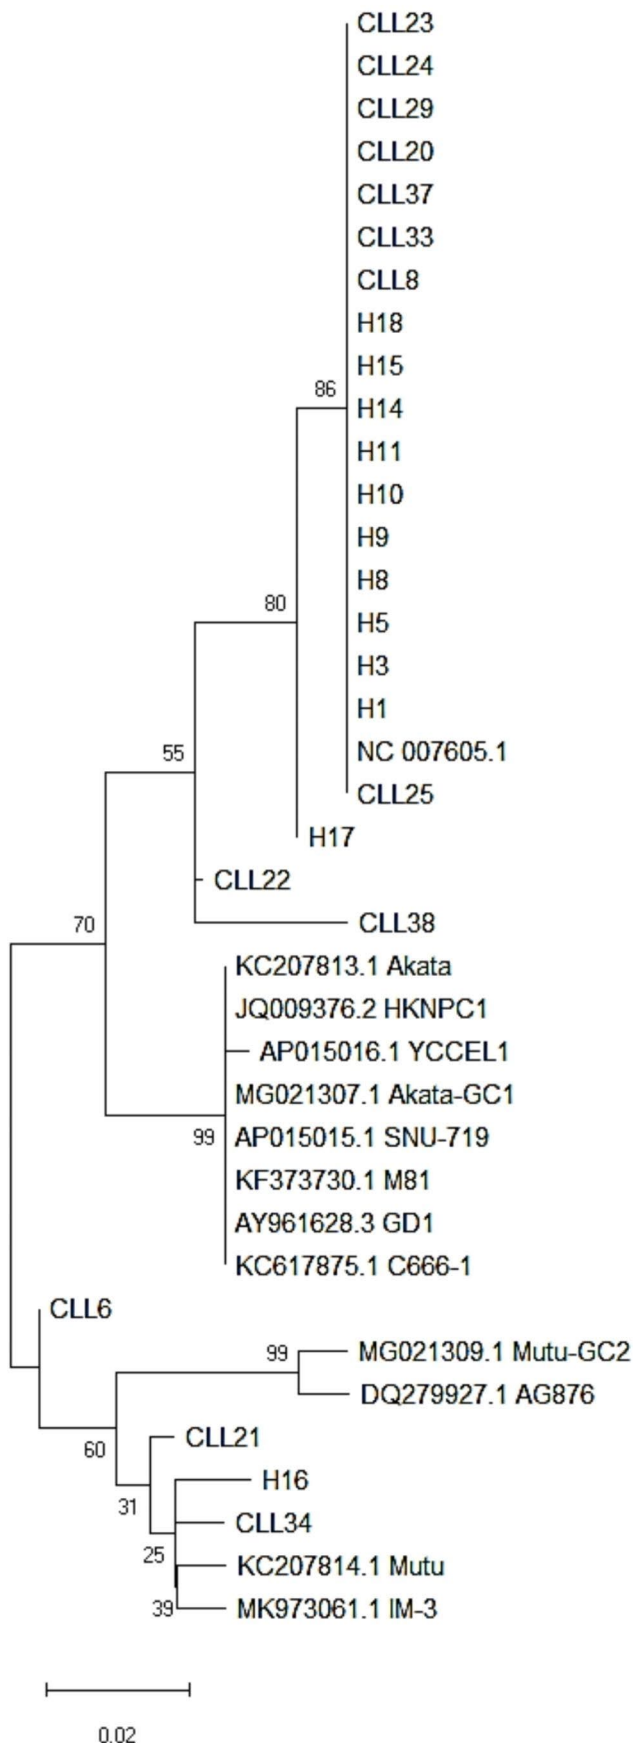 CLL23
CLL24
CLL29
CLL20
CLL37
CLL33
CLL8
H18
H15
86
H14
H11
H10
H9
H8
80
H5
H3
H1
55
NC 007605.1
CLL25
H17
CLL22
70
CLL38
KC207813.1 Akata
JQ009376.2 HKNPC1
AP015016.1 YCCEL1
MG021307.1 Akata-GC1
99
AP015015.1 SNU-719
KF373730.1 M81
AY961628.3 GD1
KC617875.1 C666-1
CLL6
99
MG021309.1 Mutu-GC2
DQ279927.1 AG876
60
CLL21
31
H16
CLL34
25
KC207814.1 Mutu
39
MK973061.1 IM-3
0.02